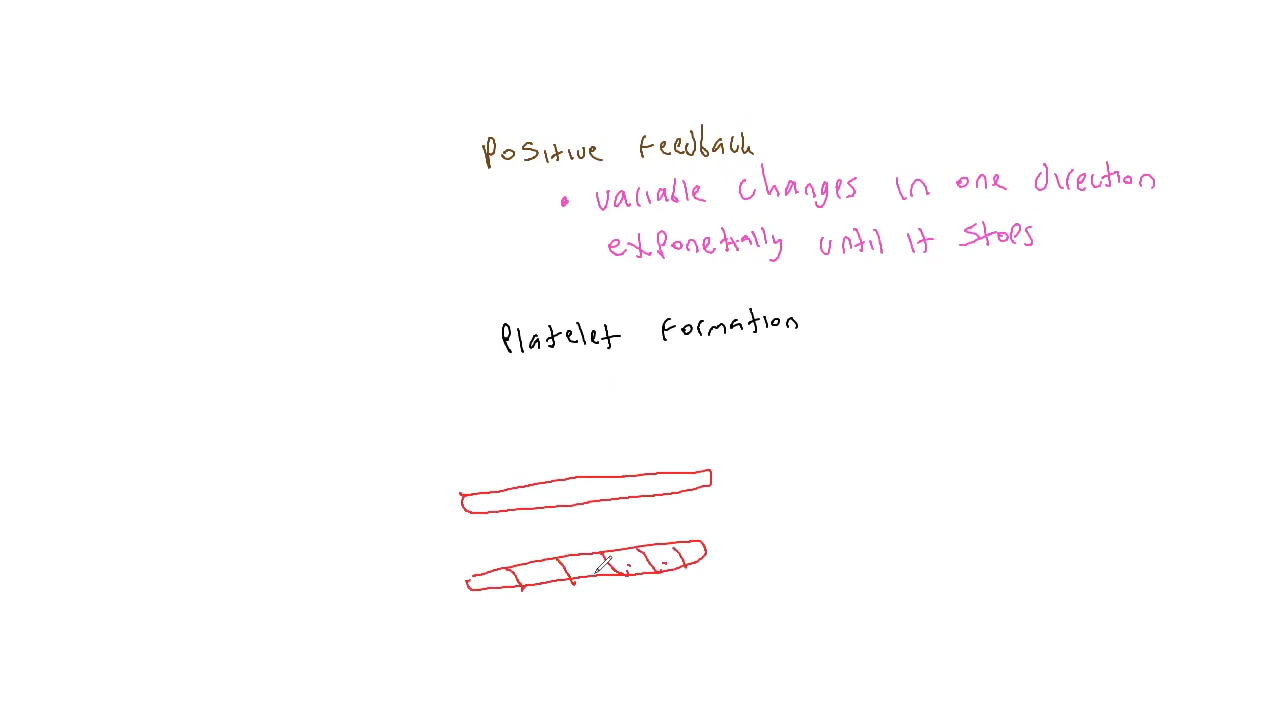 Positive Feedback
• variable changes in one direction
exponetially until it stops
Platelet Formation